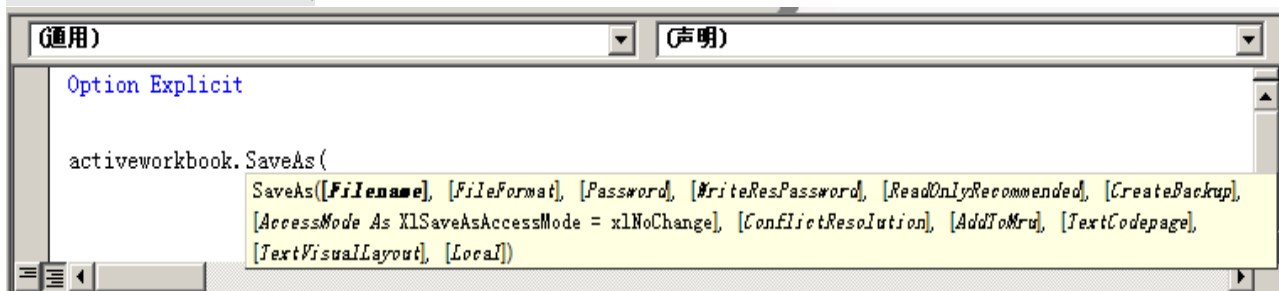 (通用) (声明)
Option Explicit
activeworkbook.SaveAs(
SaveAs([Filename], [FileFormat], [Password], [WriteResPassword], [ReadOnlyRecommended], [CreateBackup],
[AccessMode As XlSaveAsAccessMode = xlNoChange], [ConflictResolution], [AddToMru], [TextCodepage],
[TextVisualLayout], [Local])